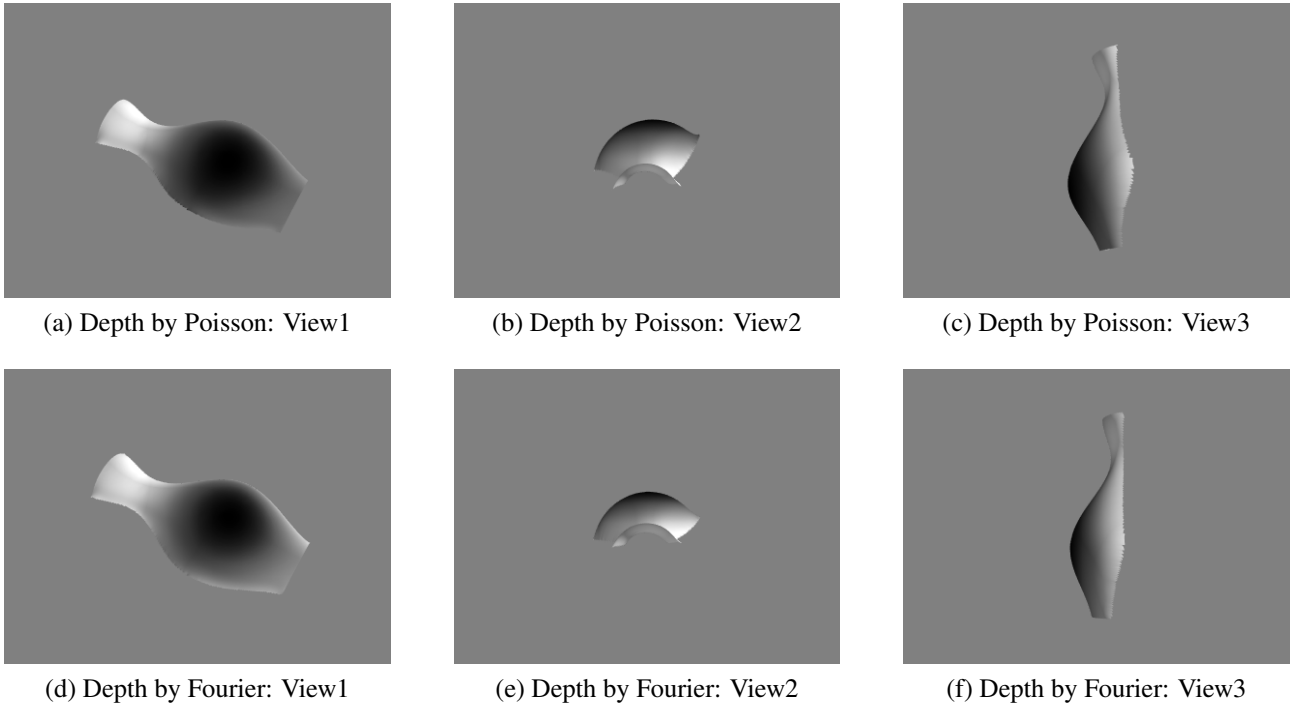 (a) Depth by Poisson: View1
(b) Depth by Poisson: View2
(c) Depth by Poisson: View3
(d) Depth by Fourier: View1
(e) Depth by Fourier: View2
(f) Depth by Fourier: View3